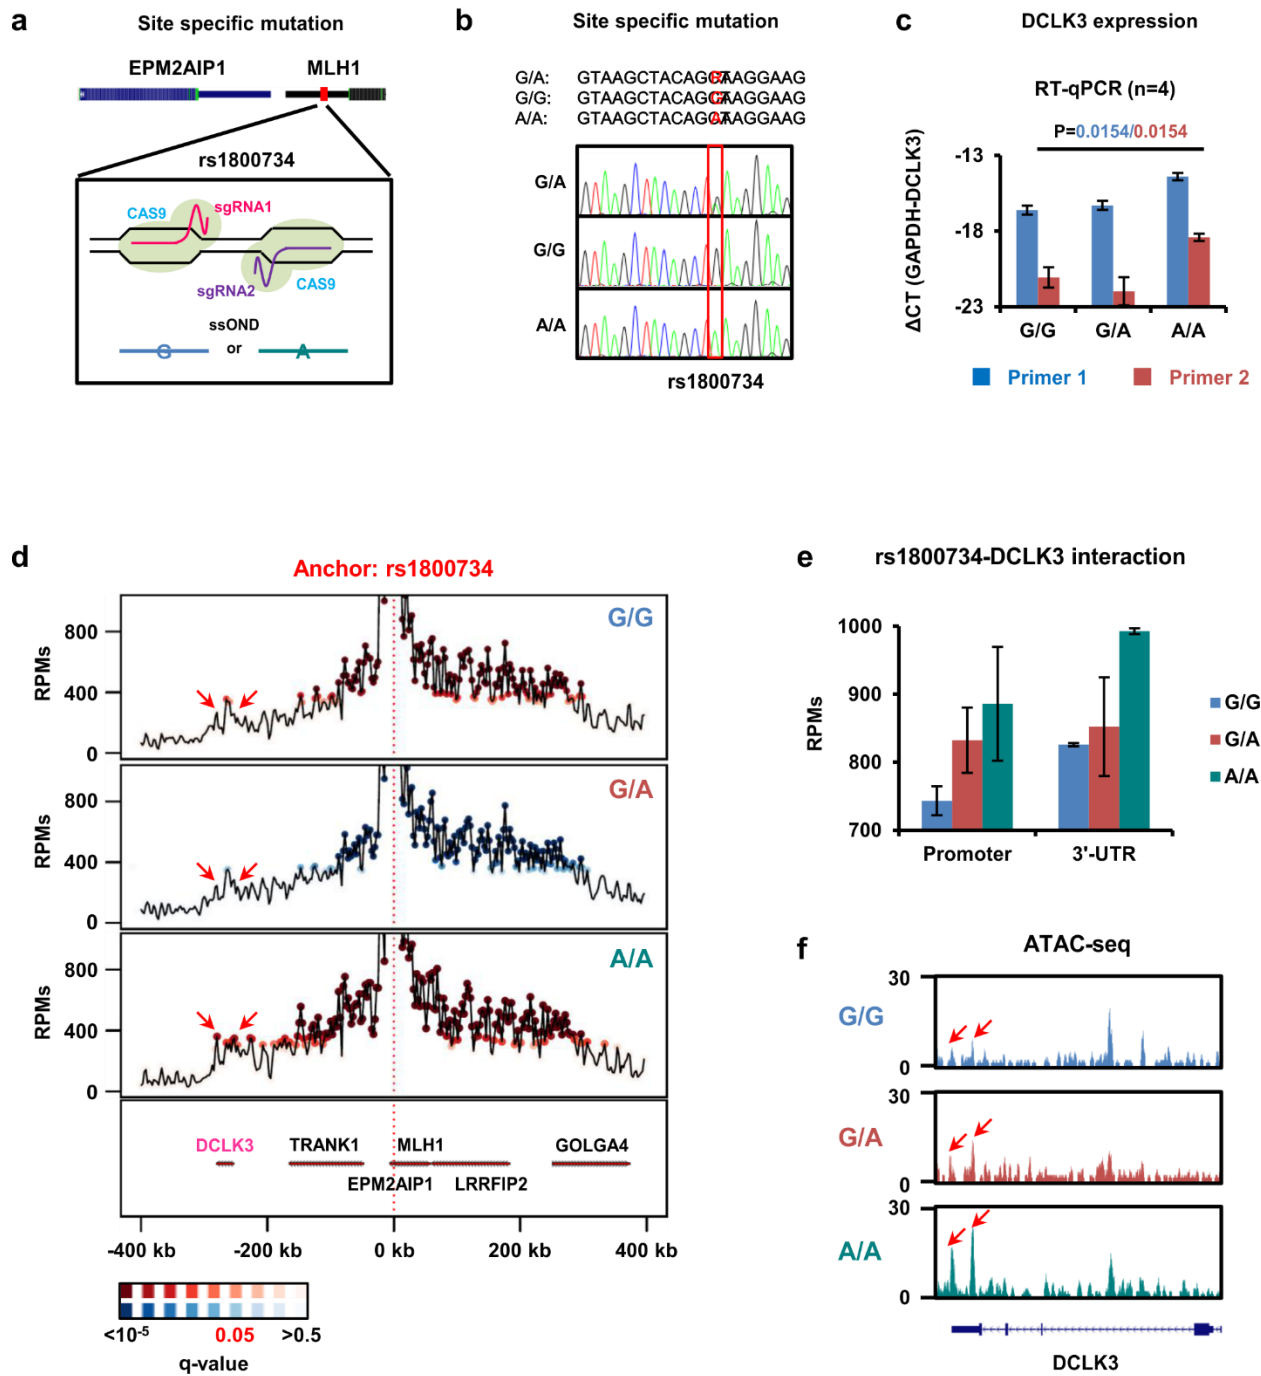 a
Site specific mutation
EPM2AIP1
MLH1
rs1800734
CAS9
sgRNA1
sgRNA2
CAS9
ssOND
G
or
A
b
Site specific mutation
G/A:
G/G:
GTAAGCTACAG
AAGGAAG
A/A:
G/A
G/G
A/A
rs1800734
c
DCLK3 expression
RT-qPCR (n=4)
P=0.0154/0.0154
ΔCT (GAPDH-DCLK3)
-13
-18
-23
G/G
G/A
A/A
Primer 1
Primer 2
d
Anchor: rs1800734
RPMs
800
400
0
G/G
RPMs
800
400
0
G/A
RPMs
800
400
0
A/A
DCLK3
TRANK1
MLH1
GOLGA4
EPM2AIP1
LRRFIP2
-400 kb
-200 kb
0 kb
200 kb
400 kb
<10-5
0.05
>0.5
q-value
e
rs1800734-DCLK3 interaction
RPMs
1000
900
800
700
Promoter
3'-UTR
G/G
G/A
A/A
f
ATAC-seq
30
G/G
0
30
G/A
0
30
A/A
0
DCLK3